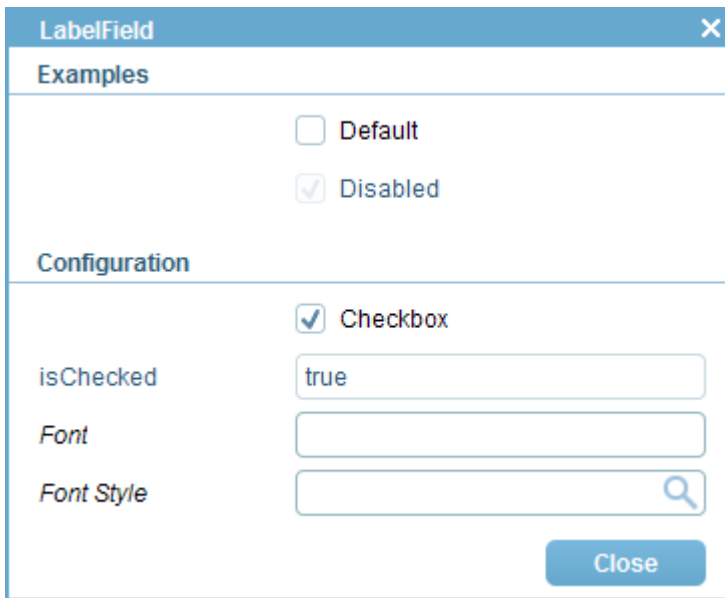 LabelField
Examples
Default
Disabled
Configuration
Checkbox
isChecked true
Font
Font Style
Close